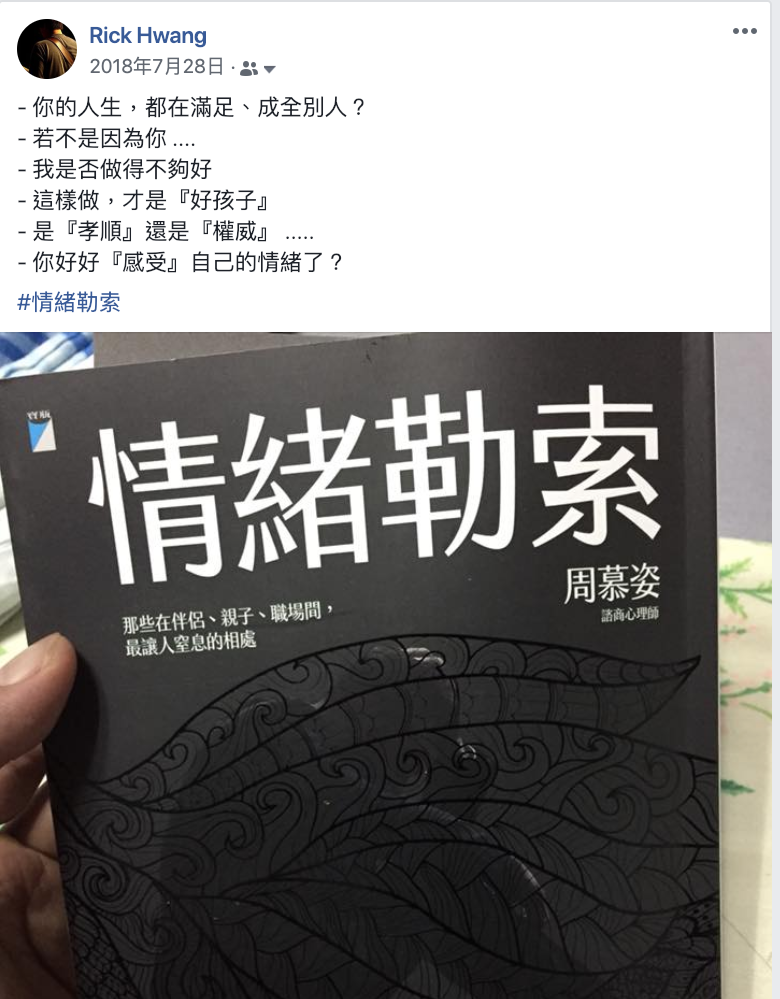 Rick Hwang
2018年7月28日
- 你的人生，都在滿足、成全別人？
- 若不是因為你 ....
- 我是否做得不夠好
- 這樣做，才是『好孩子』
- 是『孝順』還是『權威』 .....
- 你好好『感受』自己的情緒了？
#情緒勒索
寶瓶
情緒勒索
周慕姿
諮商心理師
那些在伴侶、親子、職場間，
最讓人窒息的相處